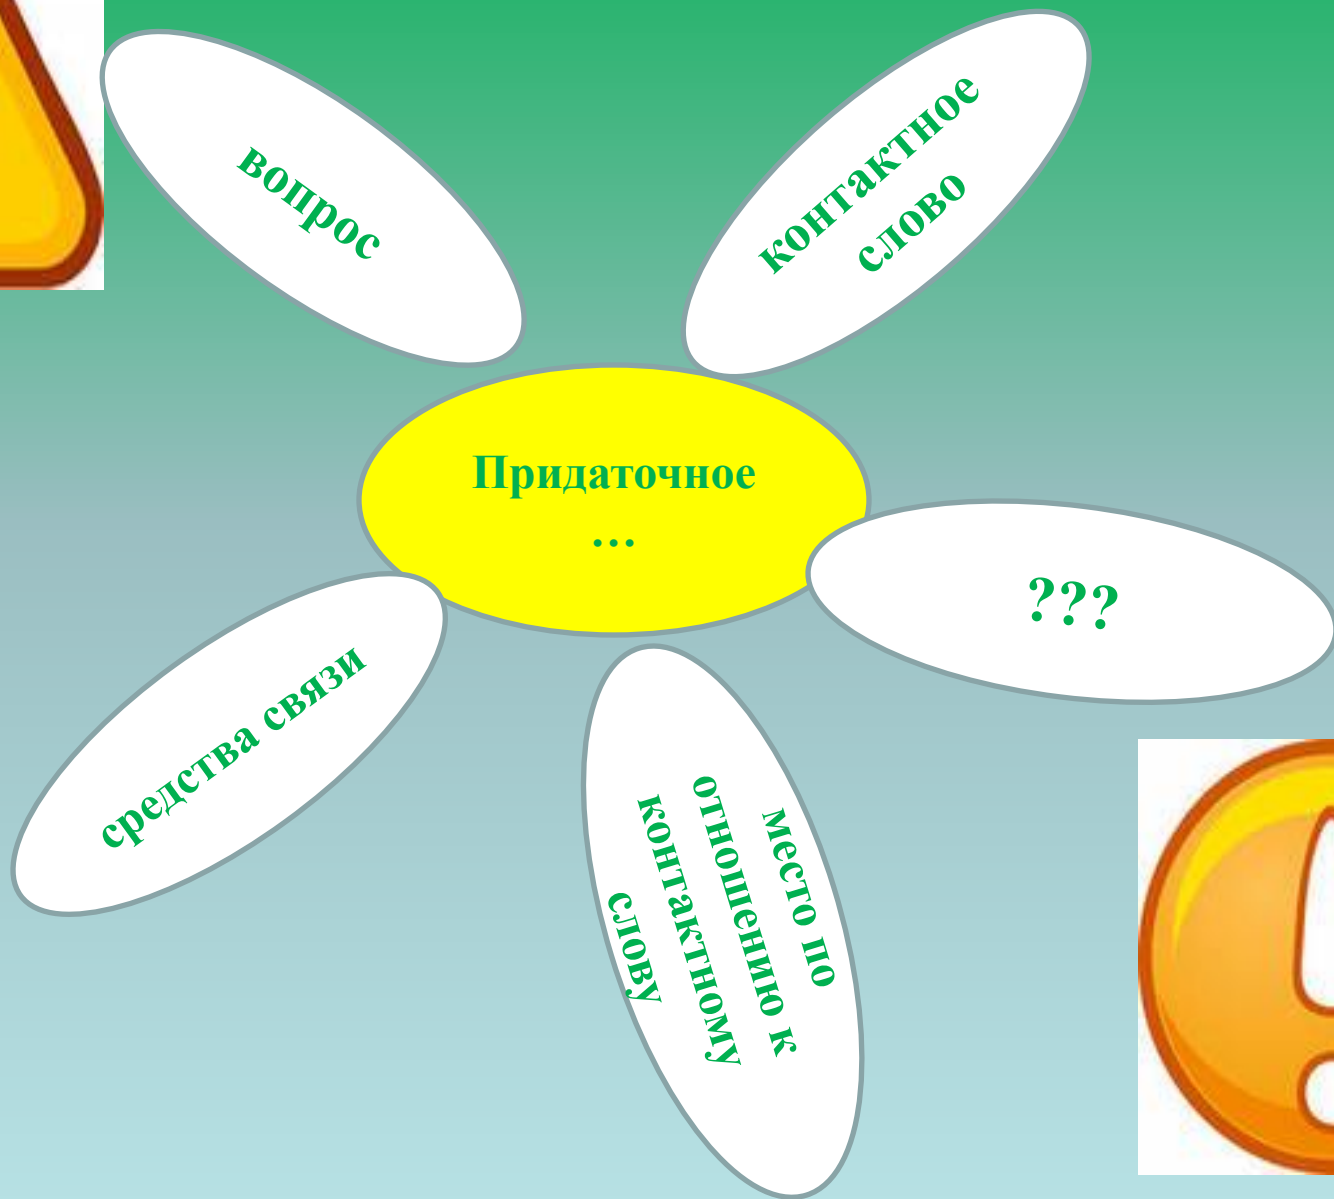 вопрос
контактное
слово
Придаточное
…
???
средства связи
место по
отношению к
контактному
слову